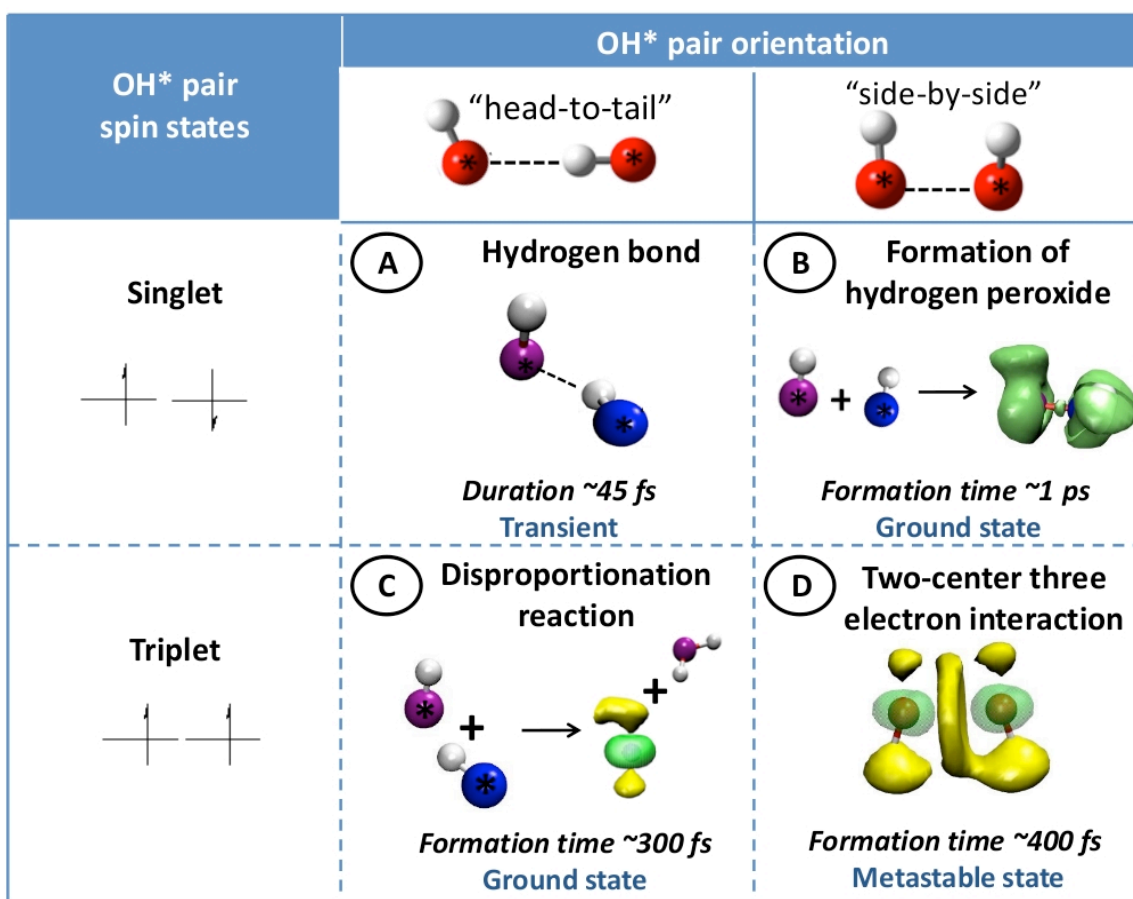 OH* pair
spin states
OH* pair orientation
"head-to-tail"
"side-by-side"
* *
* *
Singlet
A
Hydrogen bond
*
*
Duration ~45 fs
Transient
B
Formation of
hydrogen peroxide
* + * →
Formation time ~1 ps
Ground state
Triplet
C
Disproportionation
reaction
* + * → +
Formation time ~300 fs
Ground state
D
Two-center three
electron interaction
Formation time ~400 fs
Metastable state